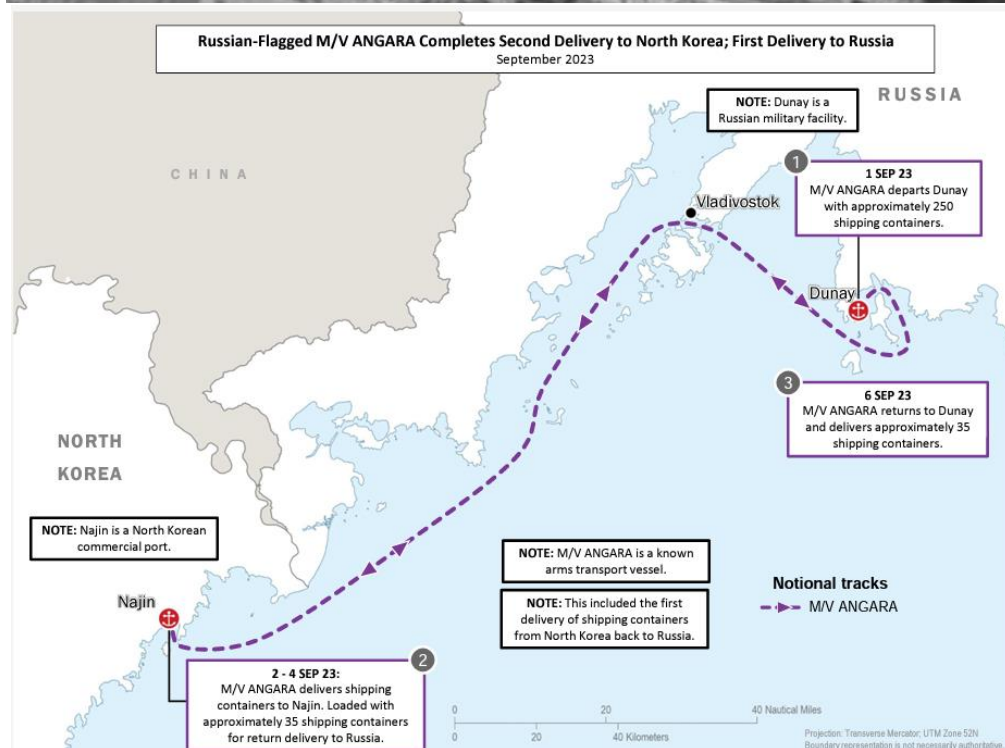 Russian-Flagged M/V ANGARA Completes Second Delivery to North Korea; First Delivery to Russia
September 2023
RUSSIA
NOTE: Dunay is a
Russian military facility.
CHINA
1
1 SEP 23
M/V ANGARA departs Dunay
with approximately 250
shipping containers.
Vladivostok
Dunay
3
6 SEP 23
M/V ANGARA returns to Dunay
and delivers approximately 35
shipping containers.
NORTH
KOREA
NOTE: Najin is a North Korean
commercial port.
NOTE: M/V ANGARA is a known
arms transport vessel.
NOTE: This included the first
delivery of shipping containers
from North Korea back to Russia.
Notional tracks
M/V ANGARA
Najin
2
2 - 4 SEP 23:
M/V ANGARA delivers shipping
containers to Najin. Loaded with
approximately 35 shipping containers
for return delivery to Russia.
0 20 40 Nautical Miles
0 20 40 Kilometers
Projection: Transverse Mercator; UTM Zone 52N
Boundary representation is not necessarily authoritative.